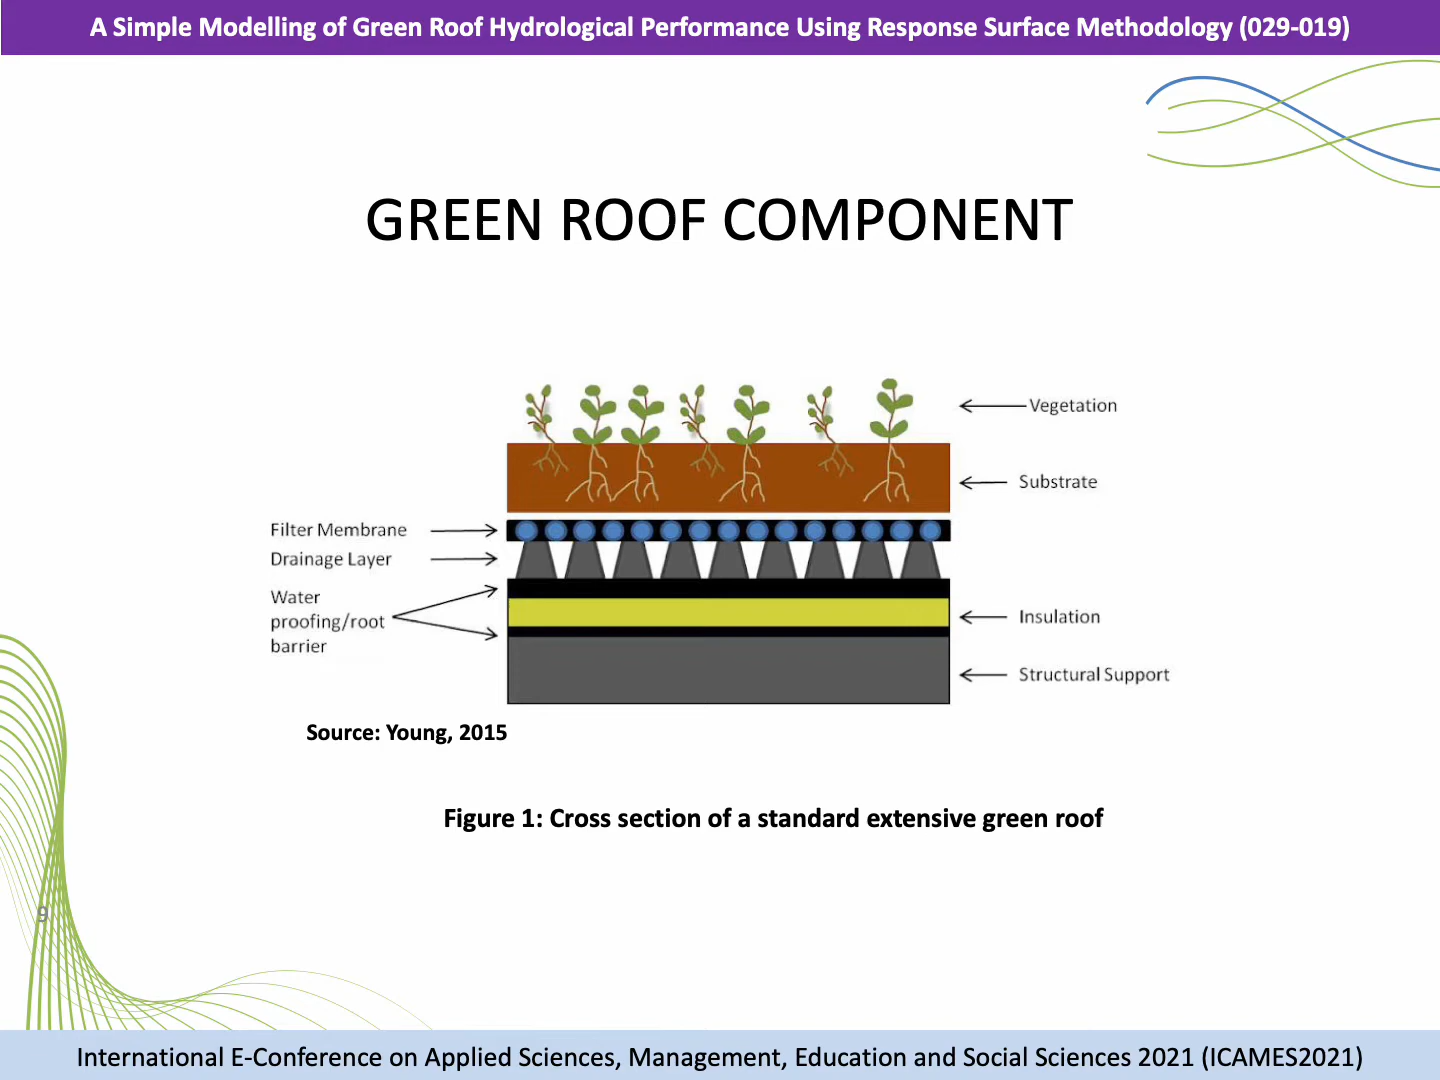 A Simple Modelling of Green Roof Hydrological Performance Using Response Surface Methodology (029-019)
GREEN ROOF COMPONENT
Vegetation
Substrate
Filter Membrane
Drainage Layer
Water
proofing/root
barrier
Insulation
Structural Support
Source: Young, 2015
Figure 1: Cross section of a standard extensive green roof
9
International E-Conference on Applied Sciences, Management, Education and Social Sciences 2021 (ICAMES2021)